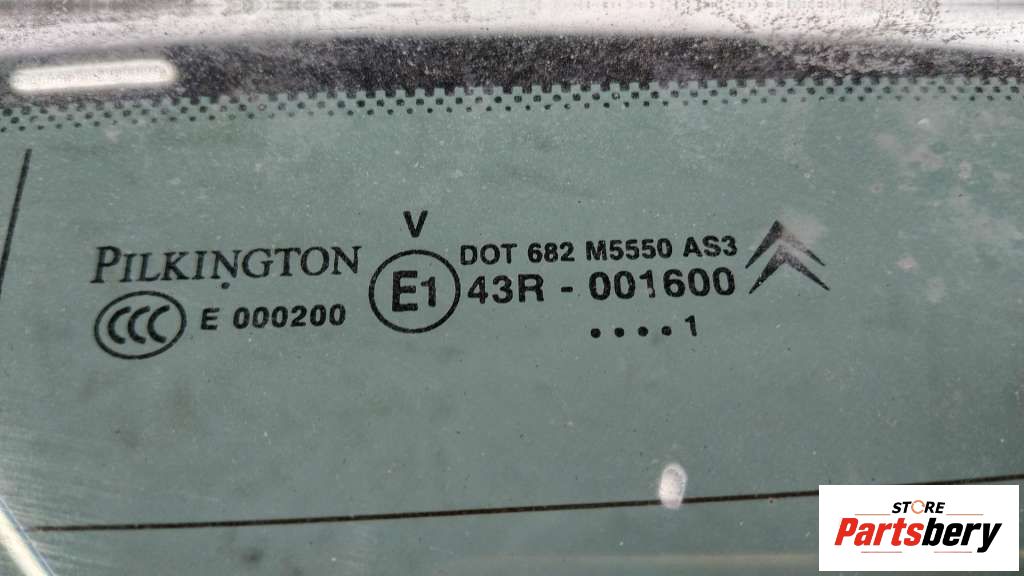 V
PILKINGTON
DOT 682 M5550 AS3
E1 43R - 001600
CCC E 000200
••••1
STORE
Partsbery